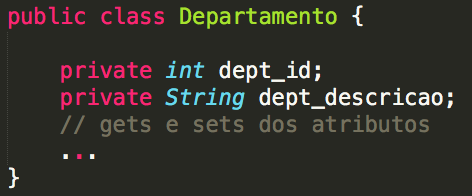 public class Departamento {
private int dept_id;
private String dept_descricao;
// gets e sets dos atributos
...
}